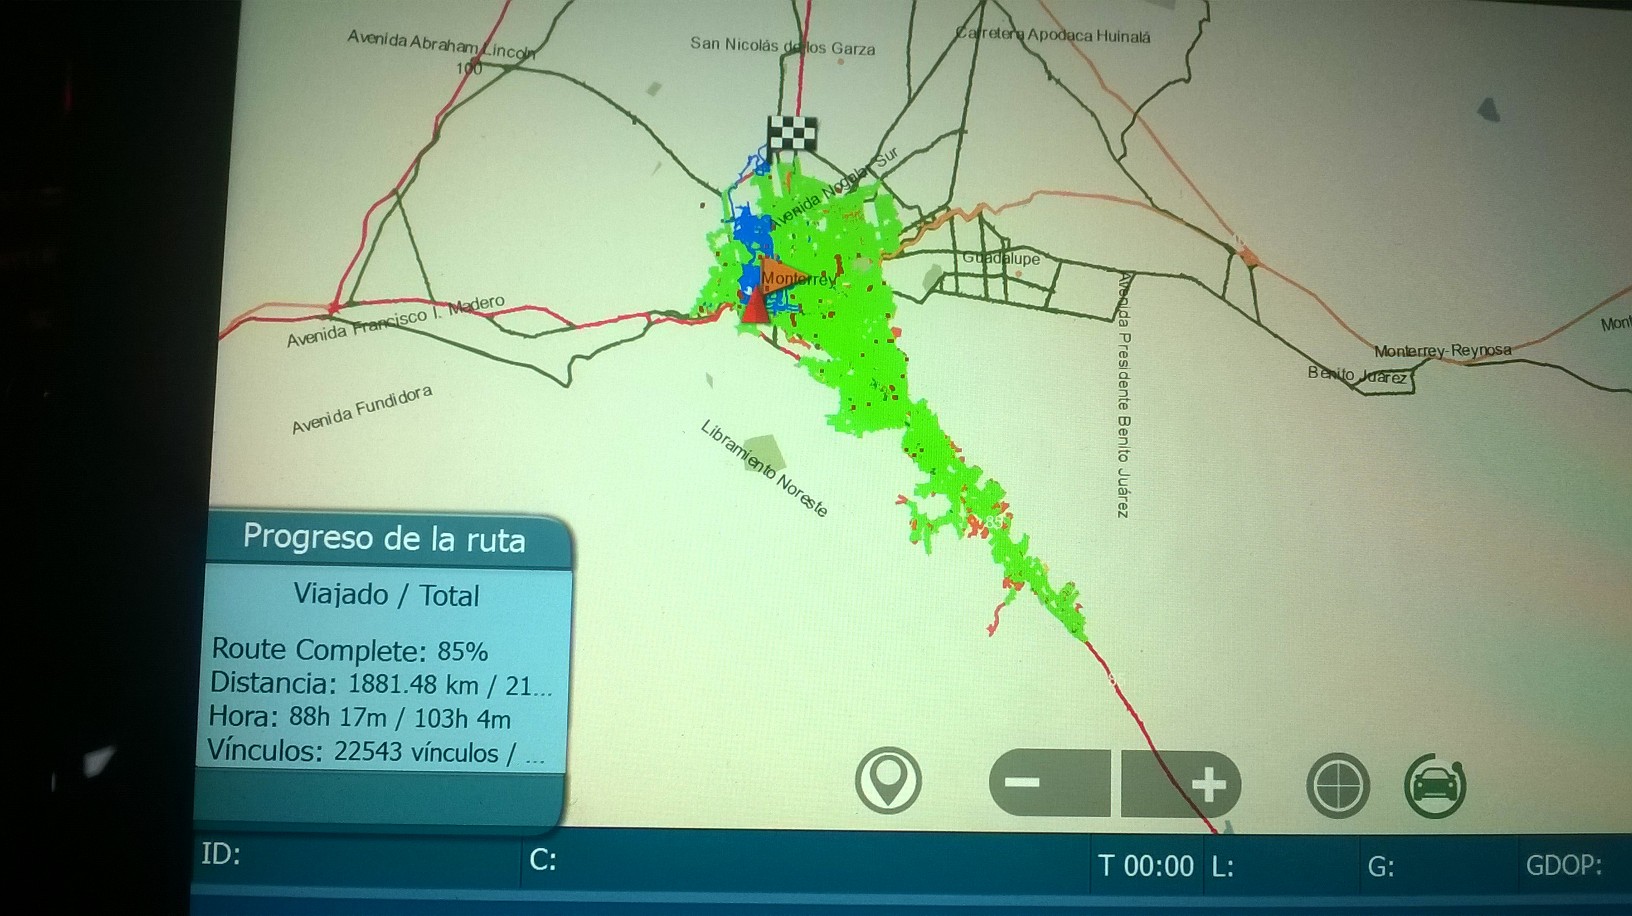 Avenida Abraham Lincoln
100
San Nicolás de los Garza
Carretera Apodaca Huinalá
Avenida Nogalar Sur
Monterrey
Guadalupe
Avenida Francisco I. Madero
Avenida Fundidora
Libramiento Noreste
Avenida Presidente Benito Juárez
Monterrey-Reynosa
Mont
Benito Juárez
85
Progreso de la ruta
Viajado / Total
Route Complete: 85%
Distancia: 1881.48 km / 21...
Hora: 88h 17m / 103h 4m
Vínculos: 22543 vínculos / ...
ID:
C:
T 00:00
L:
G:
GDOP: